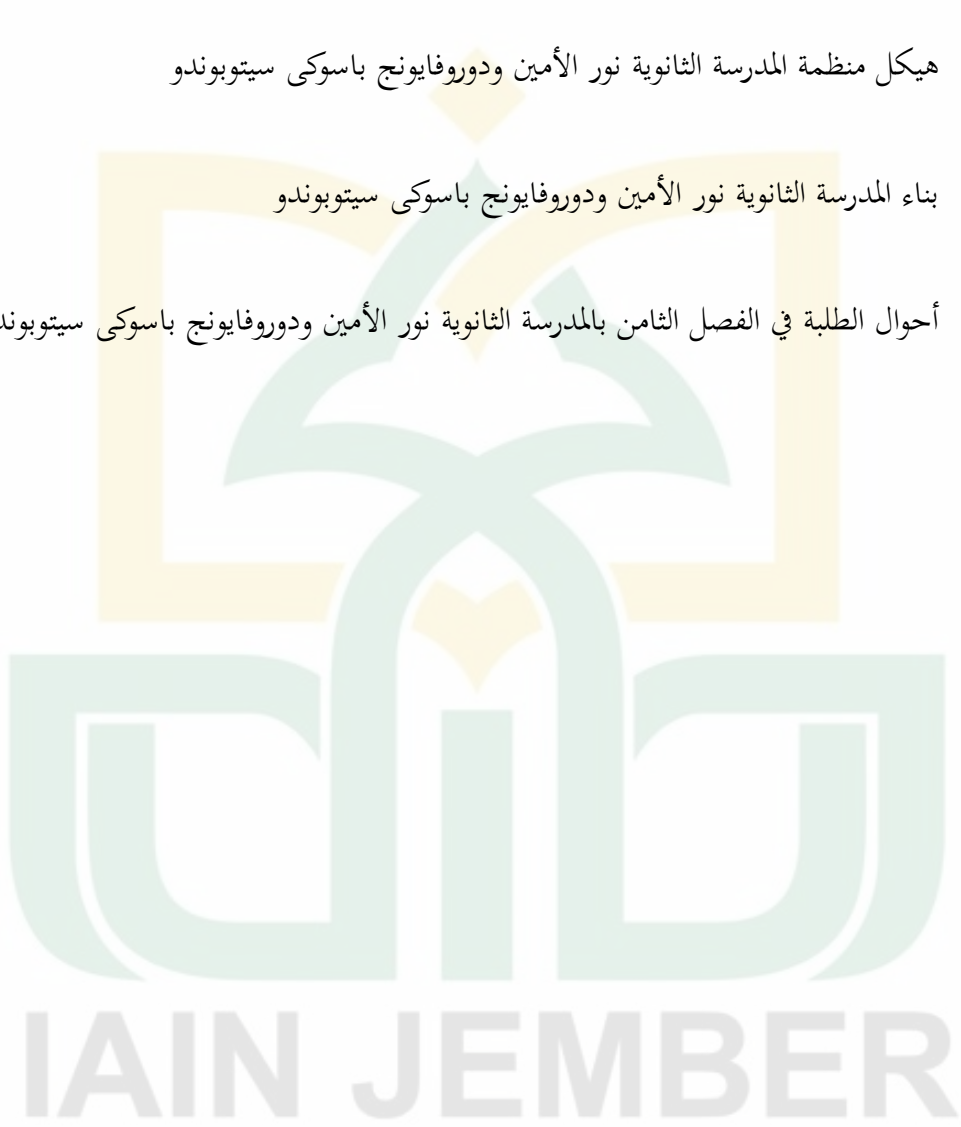 هيكل منظمة المدرسة الثانوية نور الأمين ودوروفايونج باسوكى سيتوبوندو
بناء المدرسة الثانوية نور الأمين ودوروفايونج باسوكى سيتوبوندو
أحوال الطلبة في الفصل الثامن بالمدرسة الثانوية نور الأمين ودوروفايونج باسوكى
IAIN JEMBER